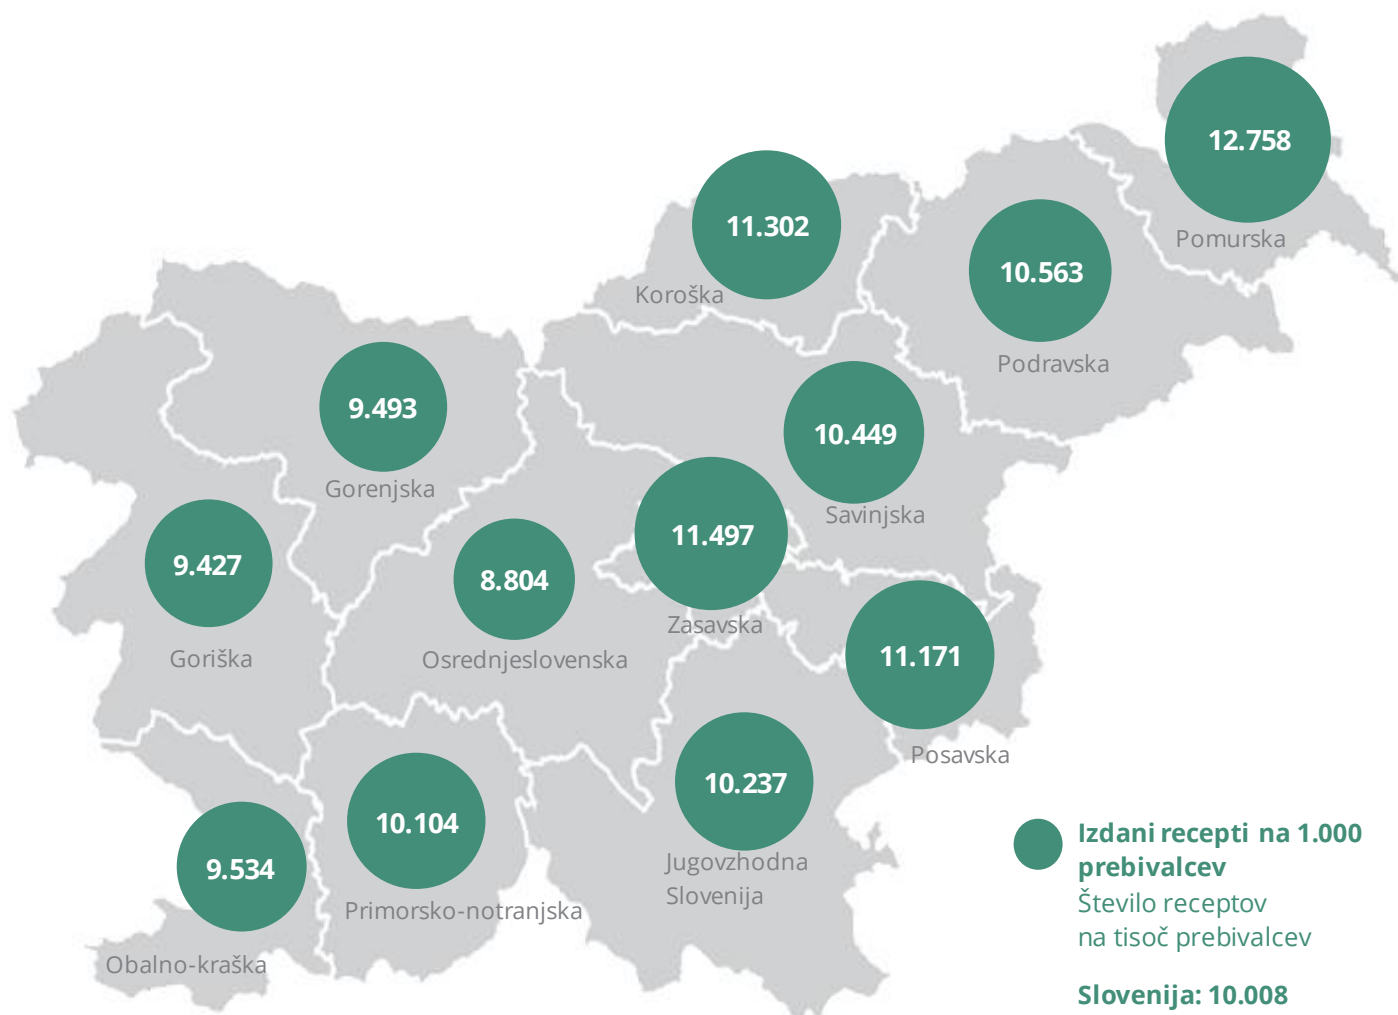 12.758
Pomurska
11.302
Koroška
10.563
Podravska
9.493
Gorenjska
10.449
Savinjska
11.497
Zasavska
9.427
Goriška
8.804
Osrednjeslovenska
11.171
Posavska
10.237
Jugovzhodna
Slovenija
10.104
Primorsko-notranjska
9.534
Obalno-kraška
Izdani recepti na 1.000
prebivalcev
Število receptov
na tisoč prebivalcev
Slovenija: 10.008